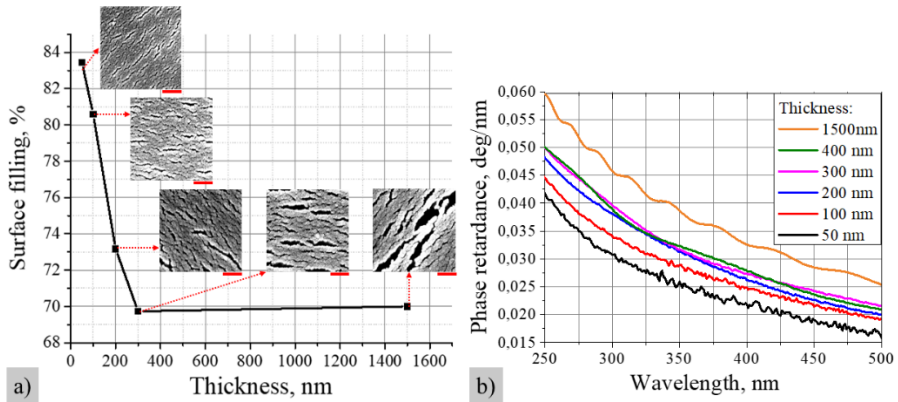 84
82
80
78
76
74
72
70
68
Surface filling, %
0 200 400 600 800 1000 1200 1400 1600
Thickness, nm
a)
0,060
0,055
0,050
0,045
0,040
0,035
0,030
0,025
0,020
0,015
Phase retardance, deg/nm
Thickness:
1500nm
400 nm
300 nm
200 nm
100 nm
50 nm
250 300 350 400 450 500
Wavelength, nm
b)